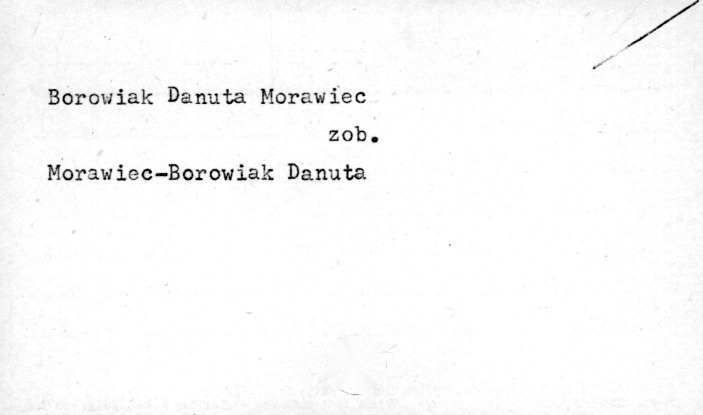 Borowiak Danuta Morawiec
zob.
Morawiec-Borowiak Danuta